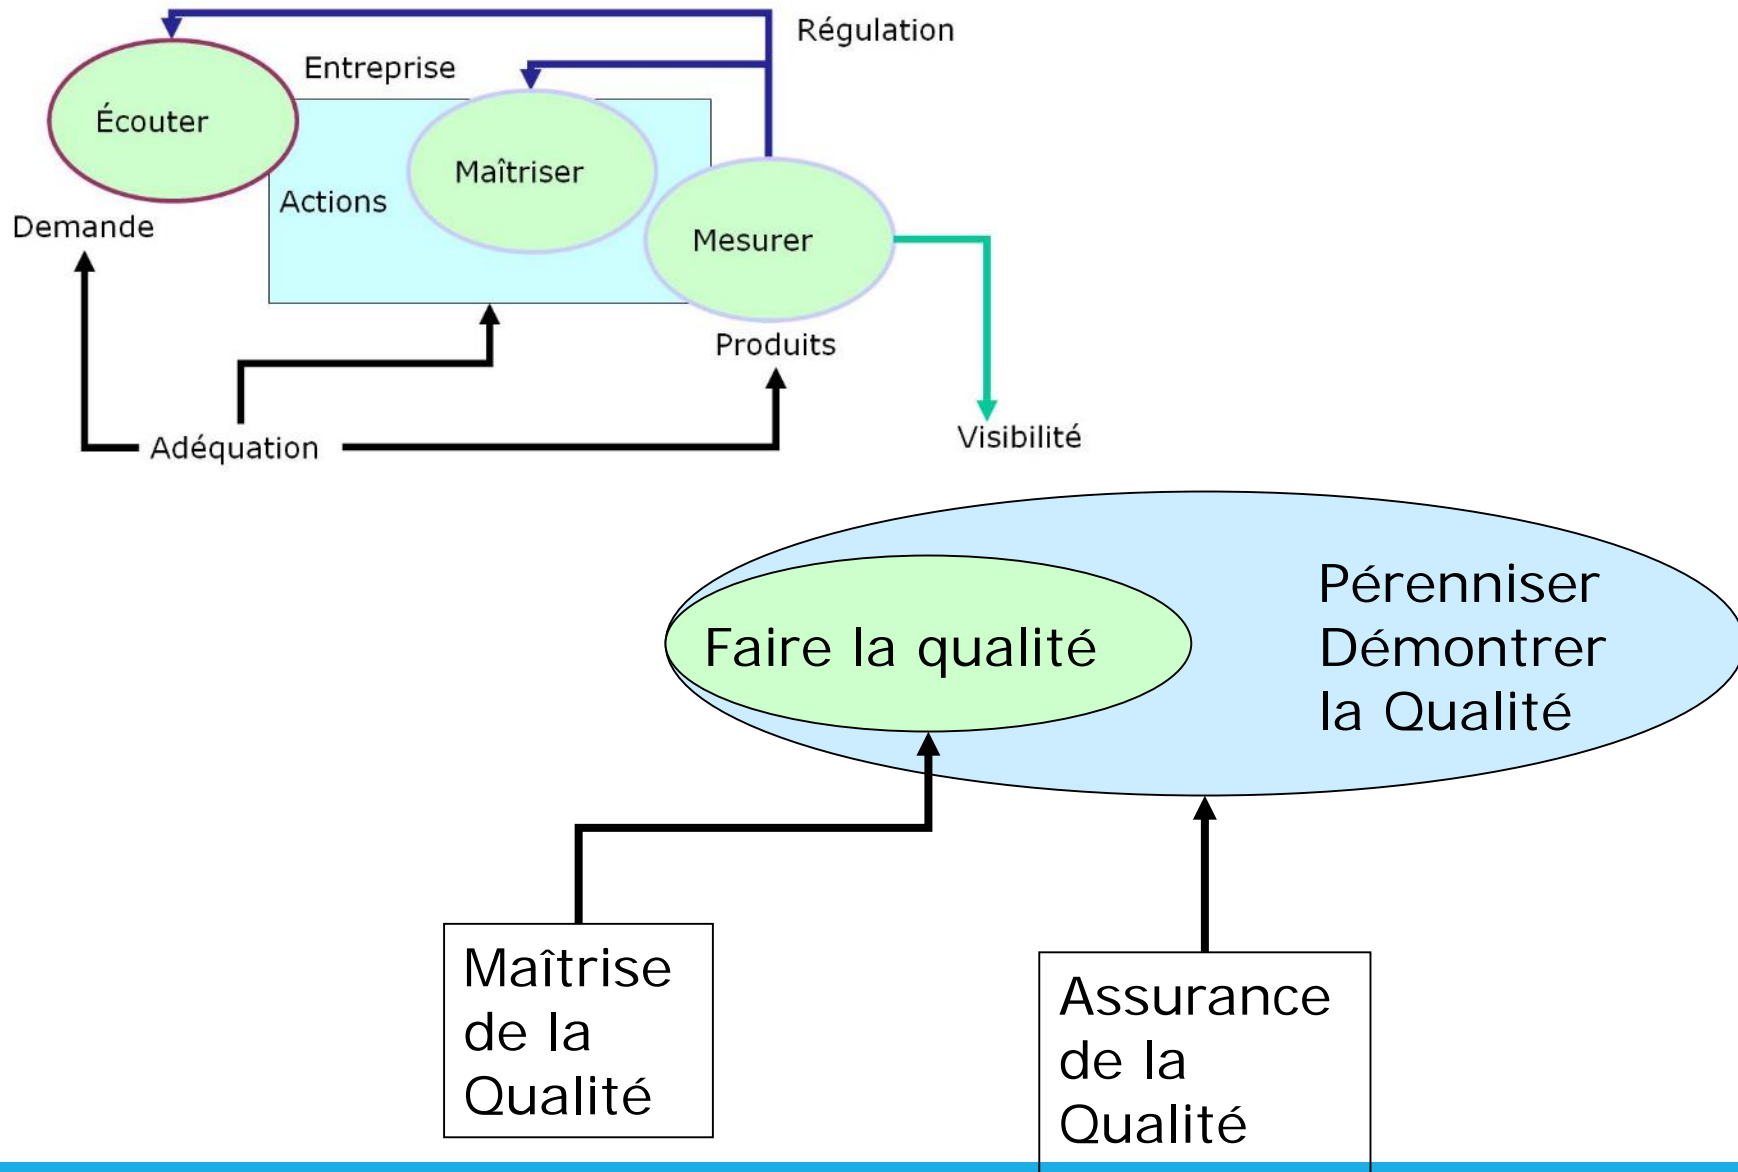 Régulation
Entreprise
Écouter
Maîtriser
Actions
Demande
Mesurer
Produits
Adéquation
Visibilité
Faire la qualité
Pérenniser
Démontrer
la Qualité
Maîtrise
de la
Qualité
Assurance
de la
Qualité